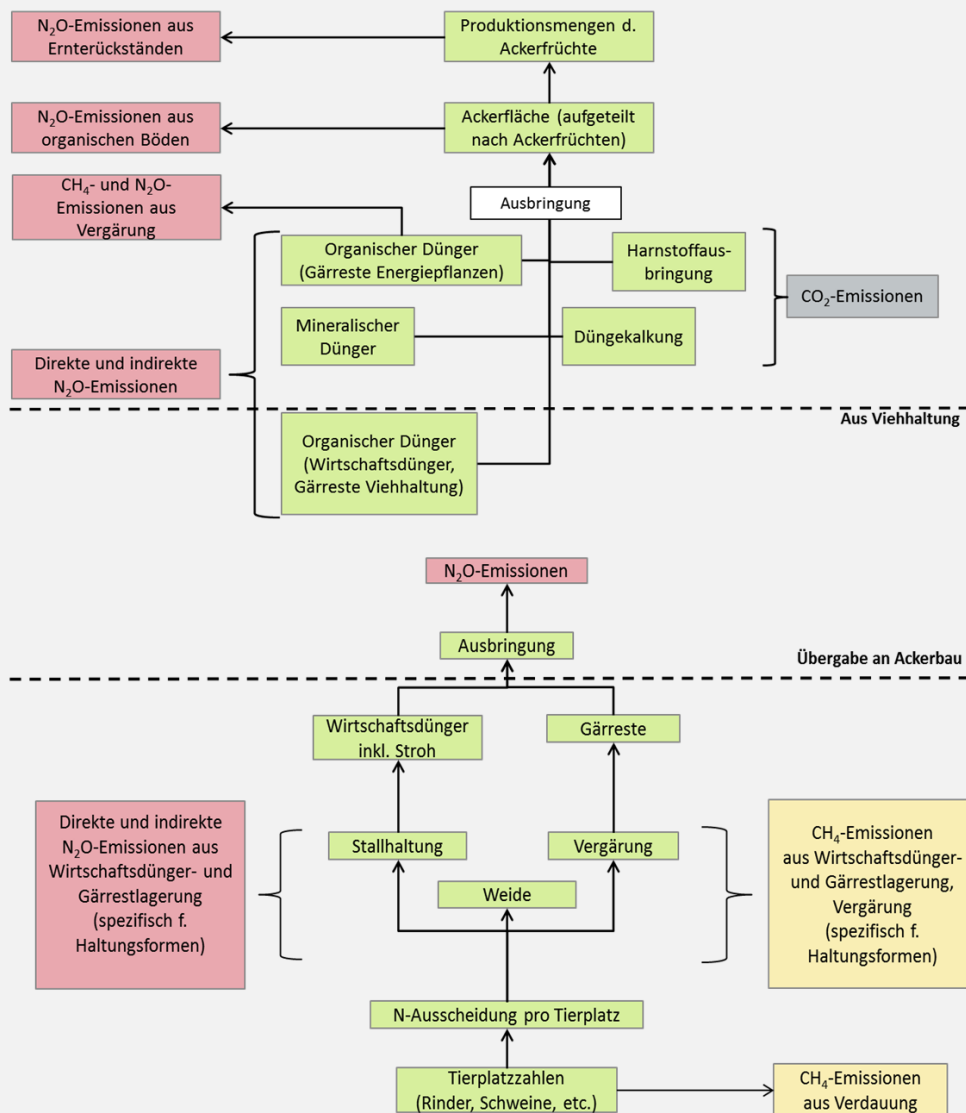 N₂O-Emissionen aus
Ernterückständen
Produktionsmengen d.
Ackerfrüchte
N₂O-Emissionen aus
organischen Böden
Ackerfläche (aufgeteilt
nach Ackerfrüchten)
CH₄- und N₂O-
Emissionen aus
Vergärung
Ausbringung
Organischer Dünger
(Gärreste Energiepflanzen)
Harnstoffaus-
bringung
CO₂-Emissionen
Mineralischer
Dünger
Düngekalkung
Direkte und indirekte
N₂O-Emissionen
Aus Viehhaltung
Organischer Dünger
(Wirtschaftsdünger,
Gärreste Viehhaltung)
N₂O-Emissionen
Ausbringung
Übergabe an Ackerbau
Wirtschaftsdünger
inkl. Stroh
Gärreste
Direkte und indirekte
N₂O-Emissionen aus
Wirtschaftsdünger- und
Gärrestlagerung
(spezifisch f.
Haltungsformen)
Stallhaltung
Vergärung
Weide
CH₄-Emissionen
aus Wirtschaftsdünger-
und Gärrestlagerung,
Vergärung
(spezifisch f.
Haltungsformen)
N-Ausscheidung pro Tierplatz
Tierplatzzahlen
(Rinder, Schweine, etc.)
CH₄-Emissionen
aus Verdauung